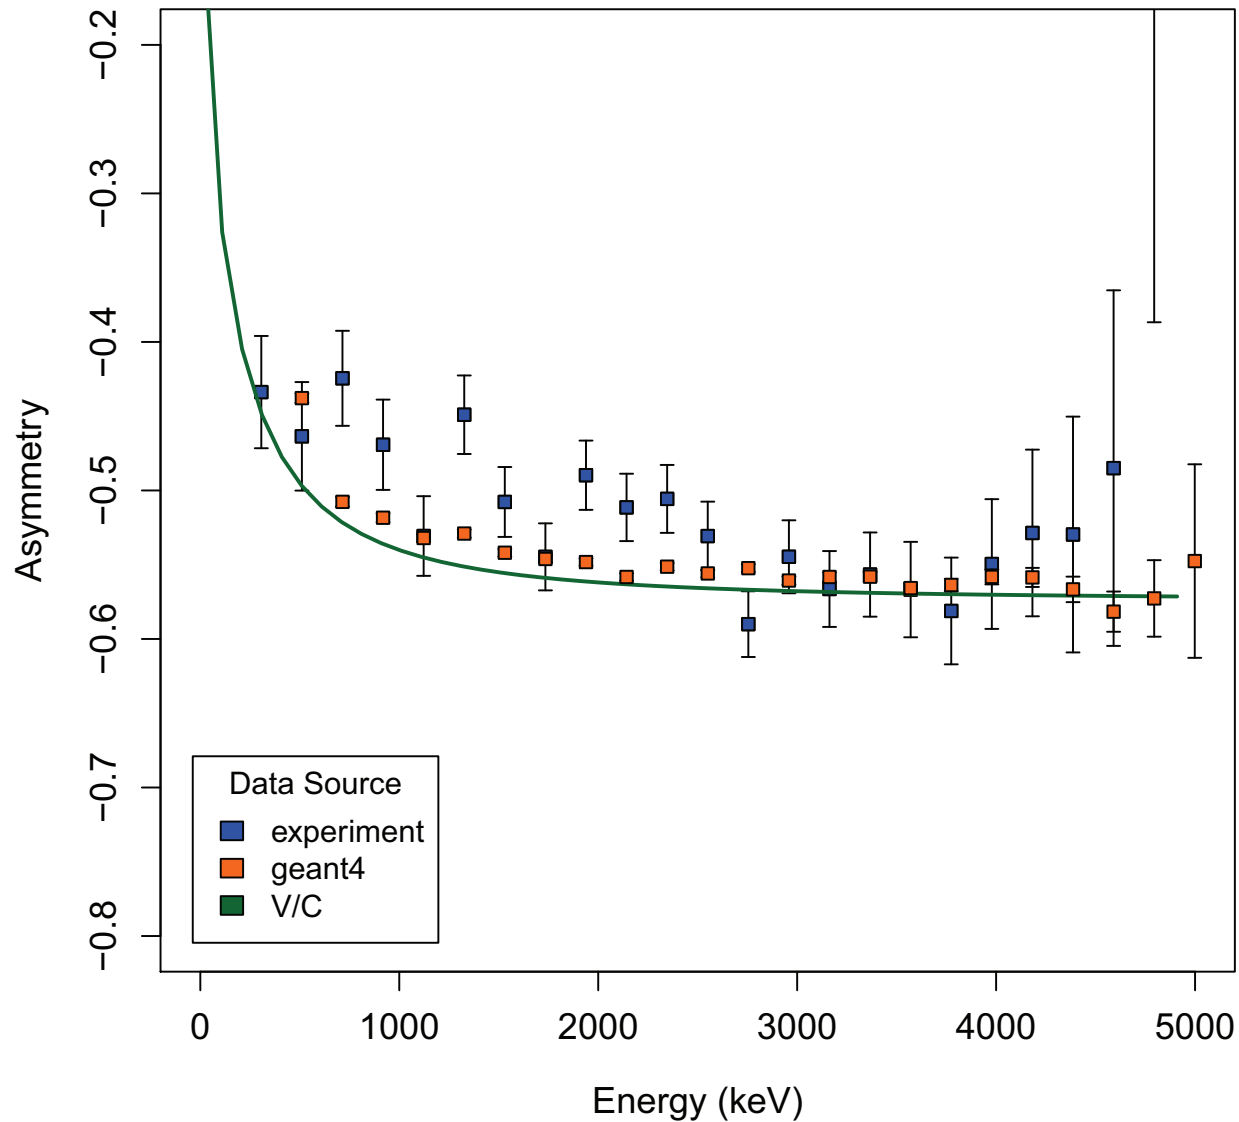 Asymmetry
−0.2
−0.3
−0.4
−0.5
−0.6
−0.7
−0.8
Data Source
experiment
geant4
V/C
0 1000 2000 3000 4000 5000
Energy (keV)